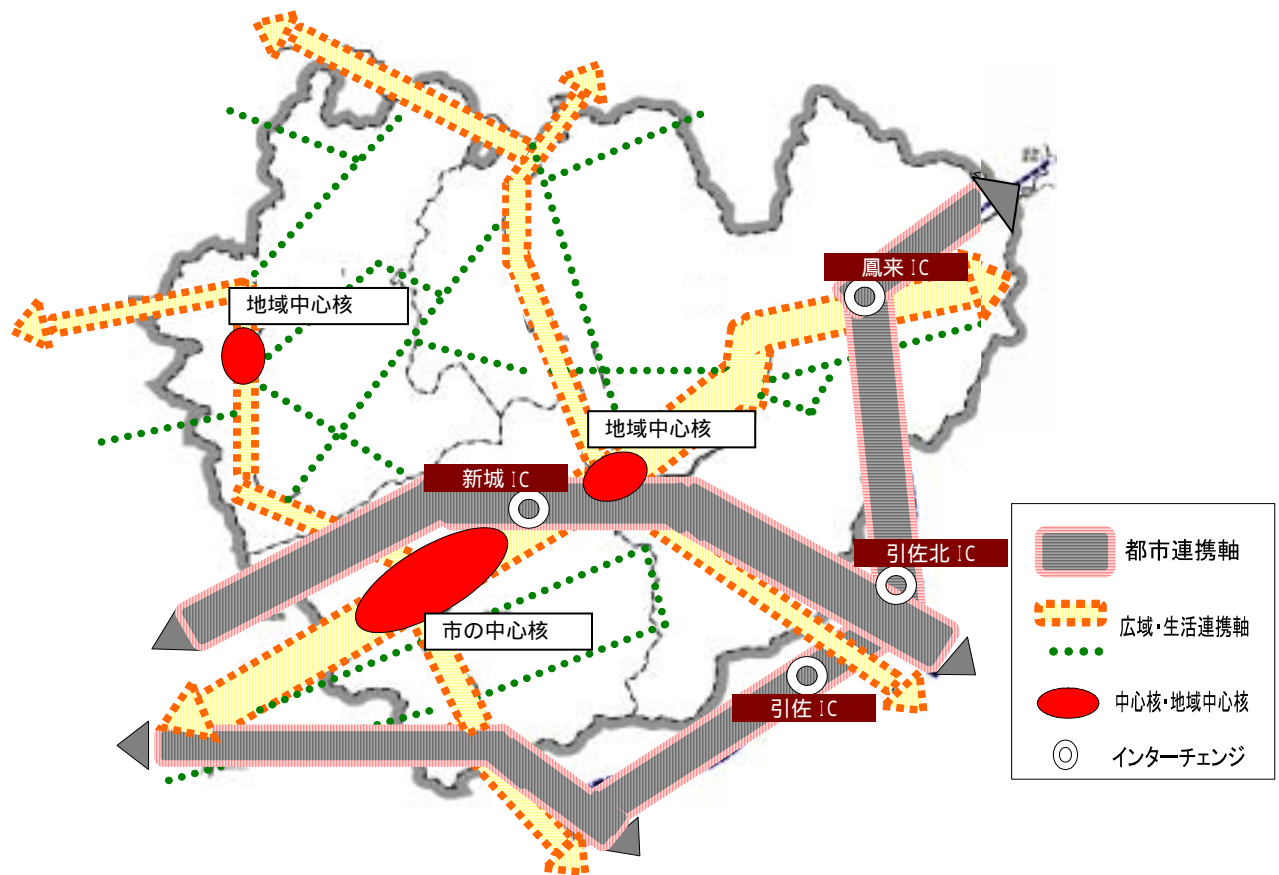 鳳来 IC
地域中心核
地域中心核
新城 IC
引佐北 IC
市の中心核
引佐 IC
都市連携軸
広域・生活連携軸
中心核・地域中心核
インターチェンジ